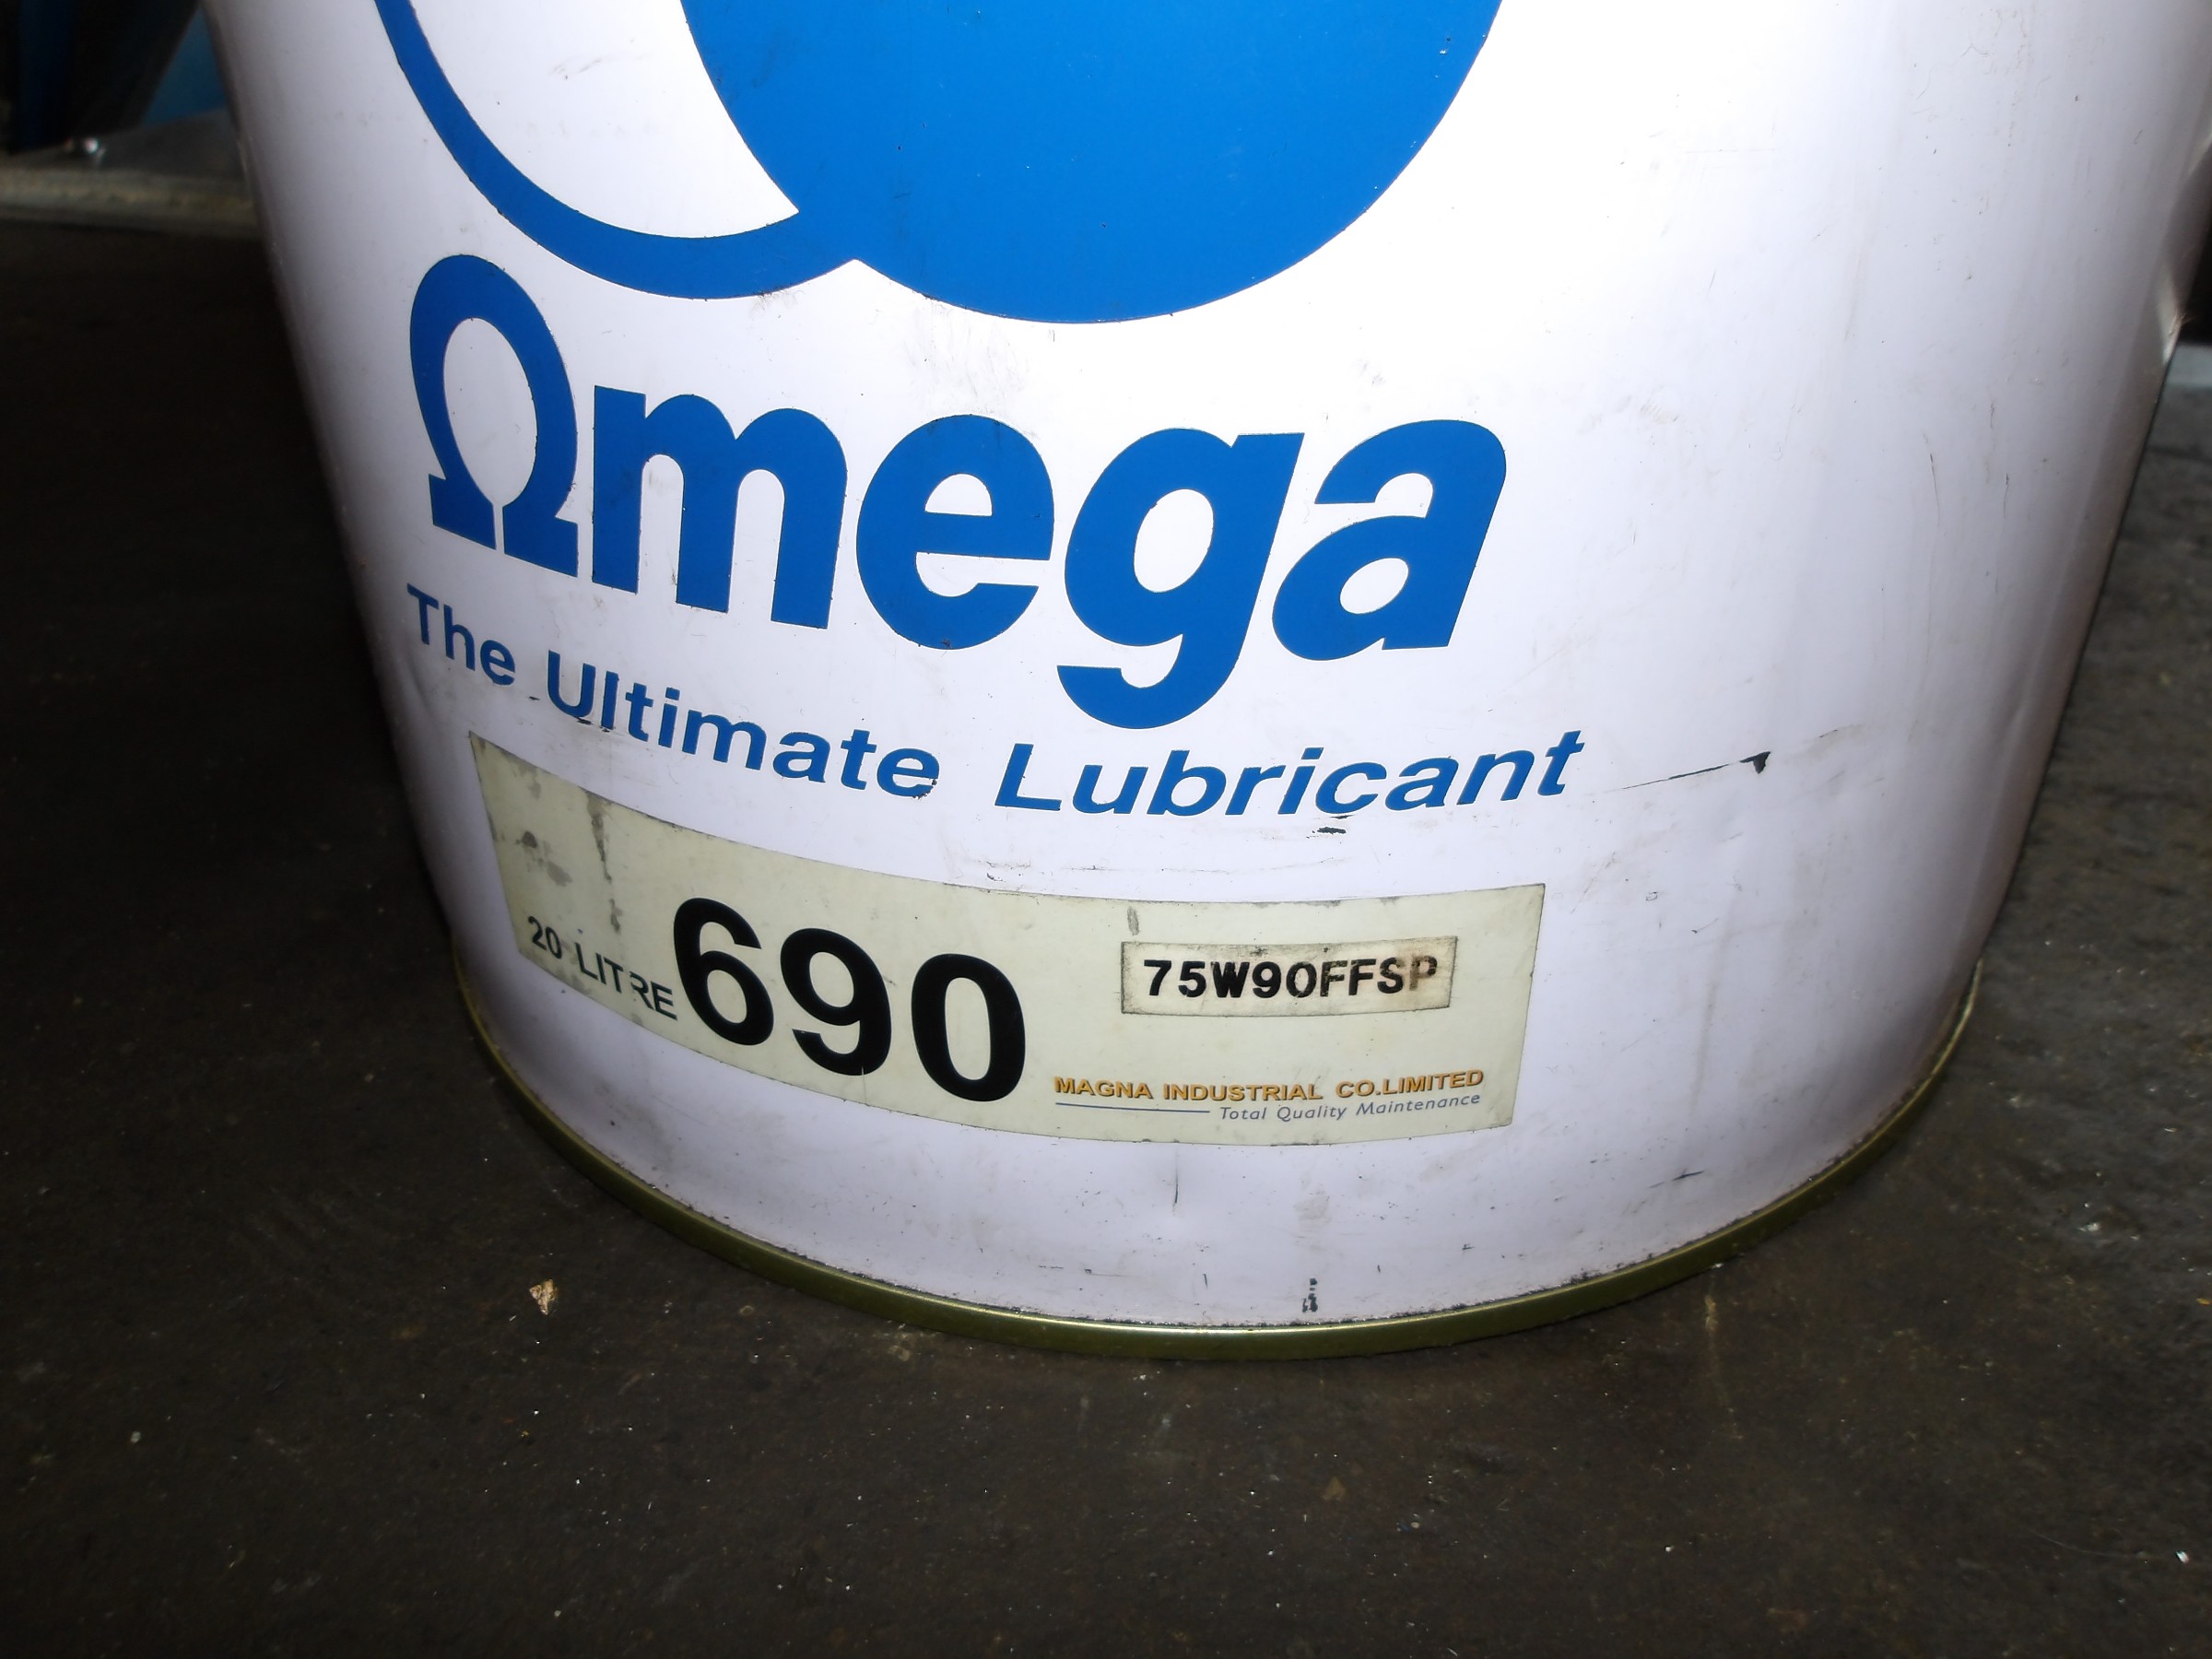 Ωmega
The Ultimate Lubricant
20 LITRE 690 75W90FFSP
MAGNA INDUSTRIAL CO.LIMITED
Total Quality Maintenance